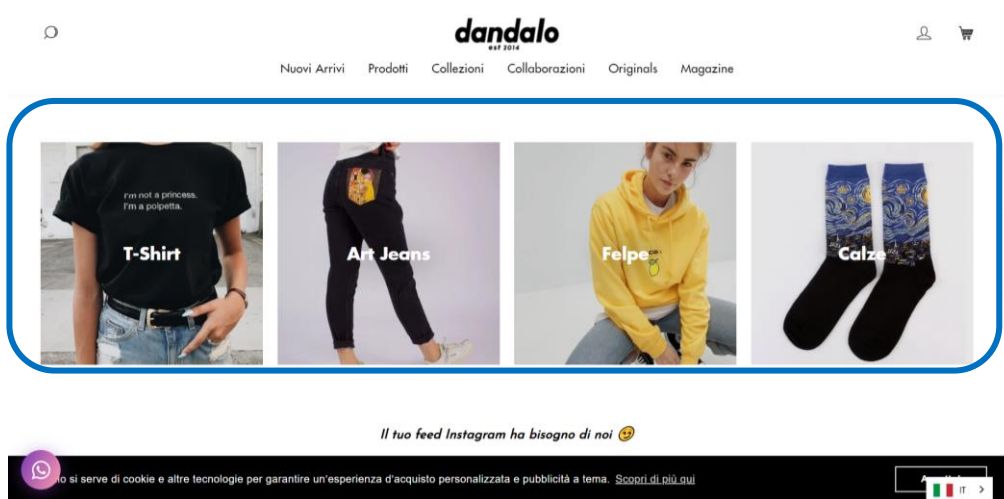 dandalo
est 2014
Nuovi Arrivi Prodotti Collezioni Collaborazioni Originals Magazine
I'm not a princess.
I'm a polpetta.
T-Shirt Art Jeans Felpe Calze
Il tuo feed Instagram ha bisogno di noi
si serve di cookie e altre tecnologie per garantire un'esperienza d'acquisto personalizzata e pubblicità a tema. Scopri di più qui
IT